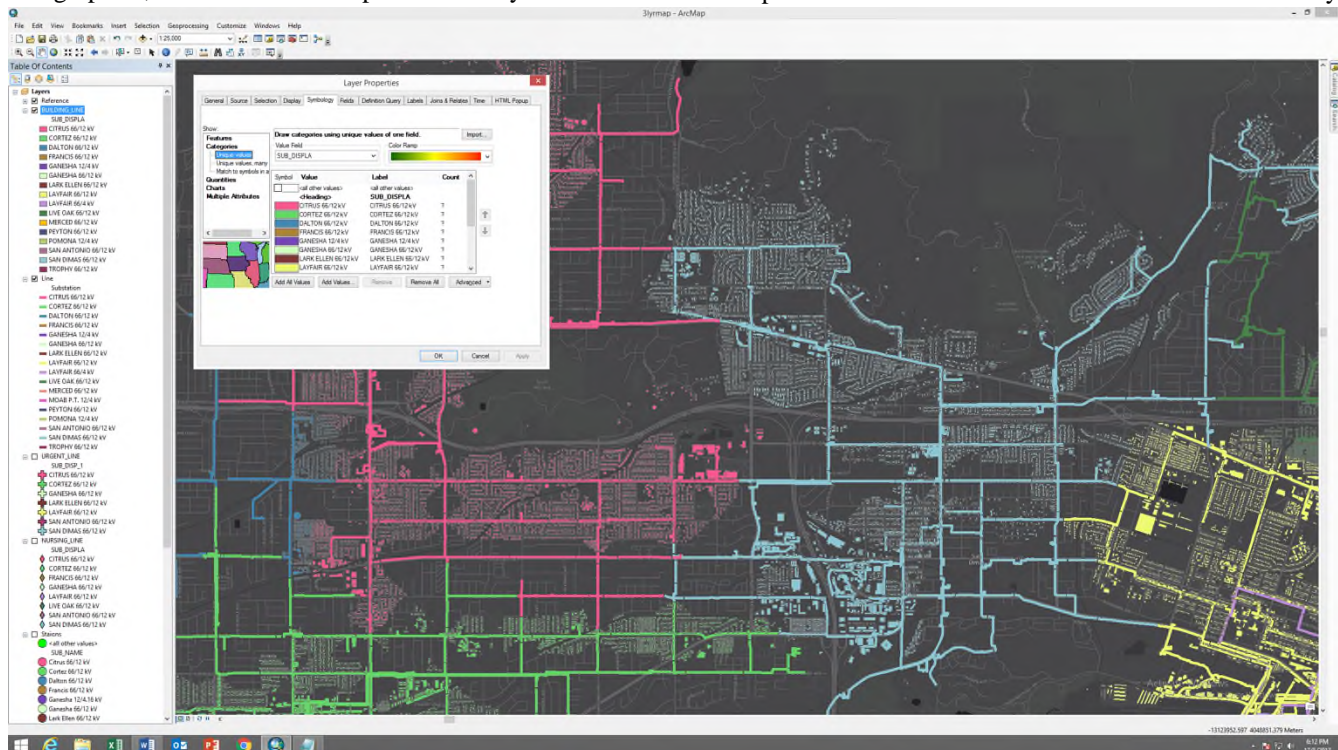 3lyrmap - ArcMap
File Edit View Bookmarks Insert Selection Geoprocessing Customize Windows Help
1:25,000
Table Of Contents
Layers
Reference
BUILDING_LINE
SUB_DISPLA
CITRUS 66/12 kV
CORTEZ 66/12 kV
DALTON 66/12 kV
FRANCIS 66/12 kV
GANESHA 12/4 kV
GANESHA 66/12 kV
LARK ELLEN 66/12 kV
LAYFAIR 66/12 kV
LAYFAIR 66/4 kV
LIVE OAK 66/12 kV
MERCED 66/12 kV
PEYTON 66/12 kV
POMONA 12/4 kV
SAN ANTONIO 66/12 kV
SAN DIMAS 66/12 kV
TROPHY 66/12 kV
Line
Substation
CITRUS 66/12 kV
CORTEZ 66/12 kV
DALTON 66/12 kV
FRANCIS 66/12 kV
GANESHA 12/4 kV
GANESHA 66/12 kV
LARK ELLEN 66/12 kV
LAYFAIR 66/12 kV
LAYFAIR 66/4 kV
LIVE OAK 66/12 kV
MERCED 66/12 kV
MOAB P.T. 12/4 kV
PEYTON 66/12 kV
POMONA 12/4 kV
SAN ANTONIO 66/12 kV
SAN DIMAS 66/12 kV
TROPHY 66/12 kV
URGENT_LINE
SUB_DISP_1
CITRUS 66/12 kV
CORTEZ 66/12 kV
GANESHA 66/12 kV
LARK ELLEN 66/12 kV
LAYFAIR 66/12 kV
SAN ANTONIO 66/12 kV
SAN DIMAS 66/12 kV
NURSING_LINE
SUB_DISPLA
CITRUS 66/12 kV
CORTEZ 66/12 kV
FRANCIS 66/12 kV
GANESHA 66/12 kV
LAYFAIR 66/12 kV
LIVE OAK 66/12 kV
SAN ANTONIO 66/12 kV
SAN DIMAS 66/12 kV
Staions
<all other values>
SUB_NAME
Citrus 66/12 kV
Cortez 66/12 kV
Dalton 66/12 kV
Francis 66/12 kV
Ganesha 12/4.16 kV
Ganesha 66/12 kV
Lark Ellen 66/12 kV
Layer Properties
General Source Selection Display Symbology Fields Definition Query Labels Joins & Relates Time HTML Popup
Show:
Features
Categories
Unique values
Unique values, many
Match to symbols in a
Quantities
Charts
Multiple Attributes
Draw categories using unique values of one field.
Import...
Value Field
Color Ramp
SUB_DISPLA
Symbol Value Label Count
<all other values> <all other values>
<Heading> SUB_DISPLA
CITRUS 66/12 kV CITRUS 66/12 kV ?
CORTEZ 66/12 kV CORTEZ 66/12 kV ?
DALTON 66/12 kV DALTON 66/12 kV ?
FRANCIS 66/12 kV FRANCIS 66/12 kV ?
GANESHA 12/4 kV GANESHA 12/4 kV ?
GANESHA 66/12 kV GANESHA 66/12 kV ?
LARK ELLEN 66/12 kV LARK ELLEN 66/12 kV ?
LAYFAIR 66/12 kV LAYFAIR 66/12 kV ?
Add All Values Add Values... Remove Remove All Advanced
OK Cancel Apply
Catalog
Search
-13123952.597 4048851.379 Meters
6:12 PM